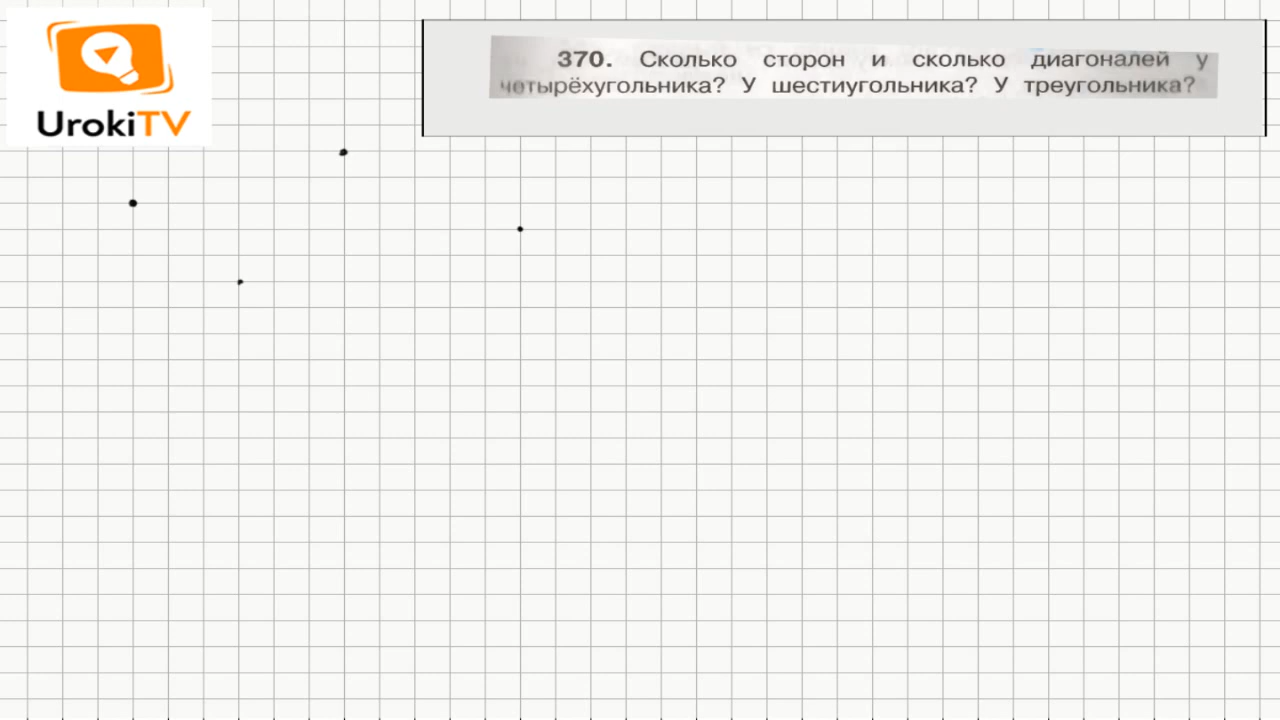 UrokiTV
370. Сколько сторон и сколько диагоналей у
четырёхугольника? У шестиугольника? У треугольника?